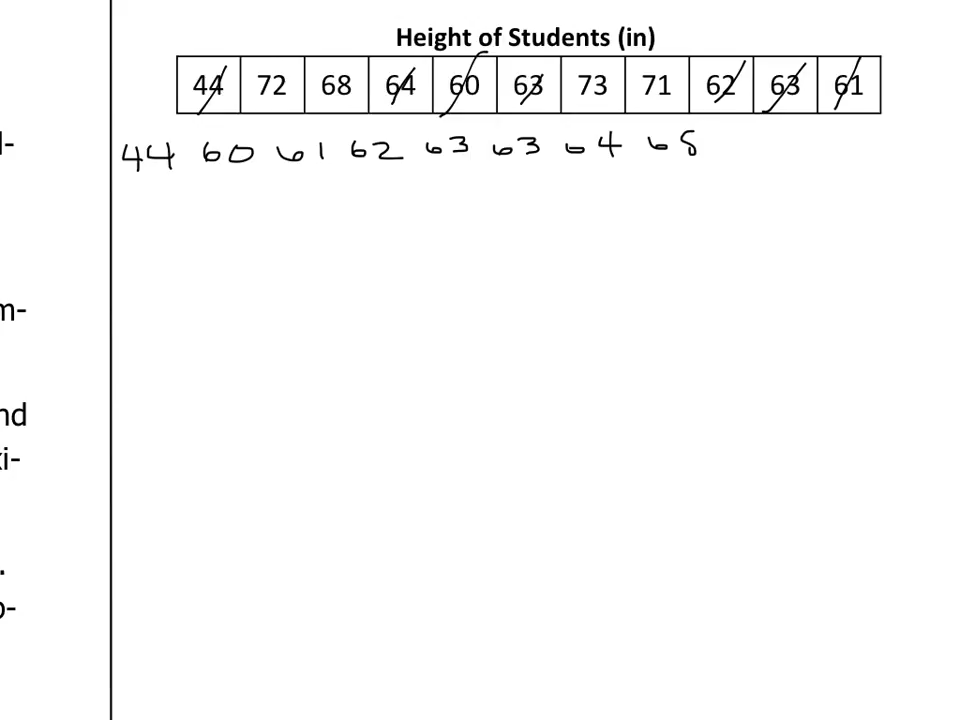 Height of Students (in)
44 72 68 64 60 63 73 71 62 63 61
44 60 61 62 63 63 64 68
l-
m-
nd
i-
.
-